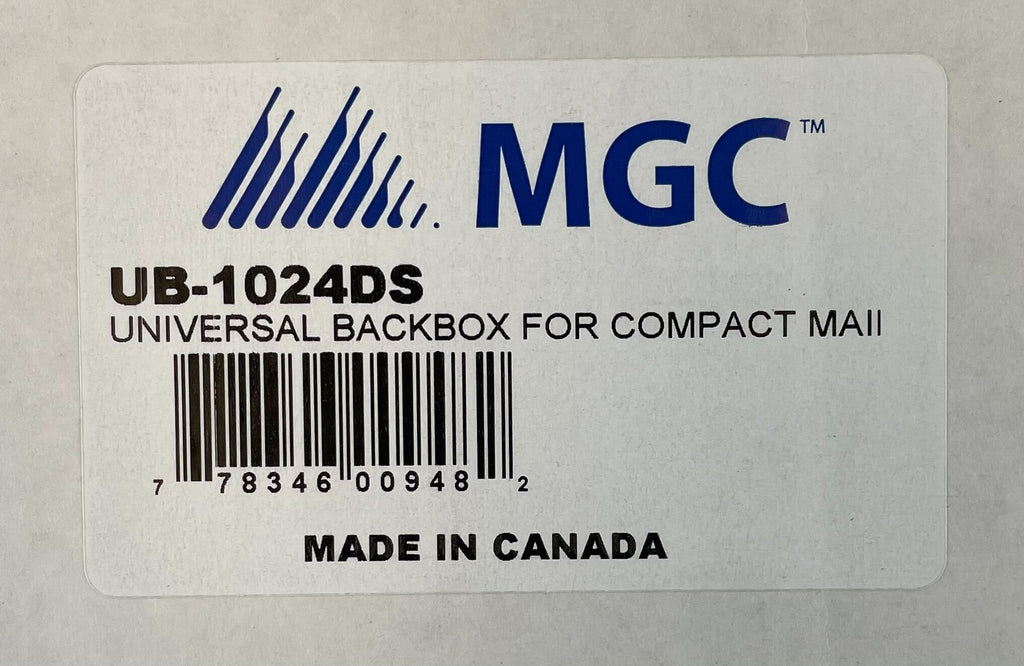 MGC™
UB-1024DS
UNIVERSAL BACKBOX FOR COMPACT MAII
7 78346 00948 2
MADE IN CANADA